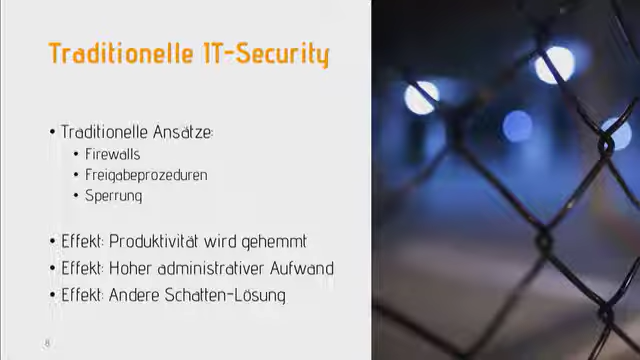 Traditionelle IT-Security
• Traditionelle Ansätze:
• Firewalls
• Freigabeprozeduren
• Sperrung
• Effekt: Produktivität wird gehemmt
• Effekt: Hoher administrativer Aufwand
• Effekt: Andere Schatten-Lösung
8